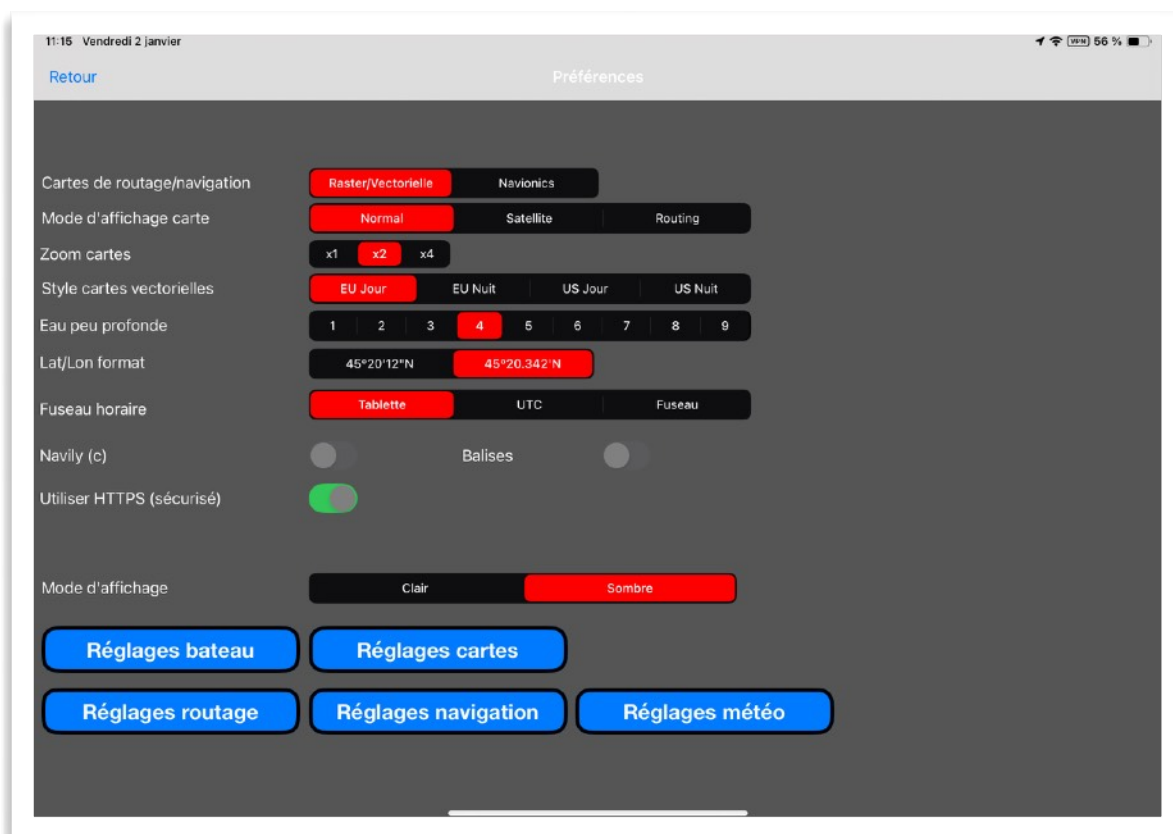 11:15 Vendredi 2 janvier VPN 56 %
Retour Préférences
Cartes de routage/navigation Raster/Vectorielle Navionics
Mode d'affichage carte Normal Satellite Routing
Zoom cartes x1 x2 x4
Style cartes vectorielles EU Jour EU Nuit US Jour US Nuit
Eau peu profonde 1 2 3 4 5 6 7 8 9
Lat/Lon format 45°20'12"N 45°20.342'N
Fuseau horaire Tablette UTC Fuseau
Navily (c) Balises
Utiliser HTTPS (sécurisé)
Mode d'affichage Clair Sombre
Réglages bateau Réglages cartes
Réglages routage Réglages navigation Réglages météo